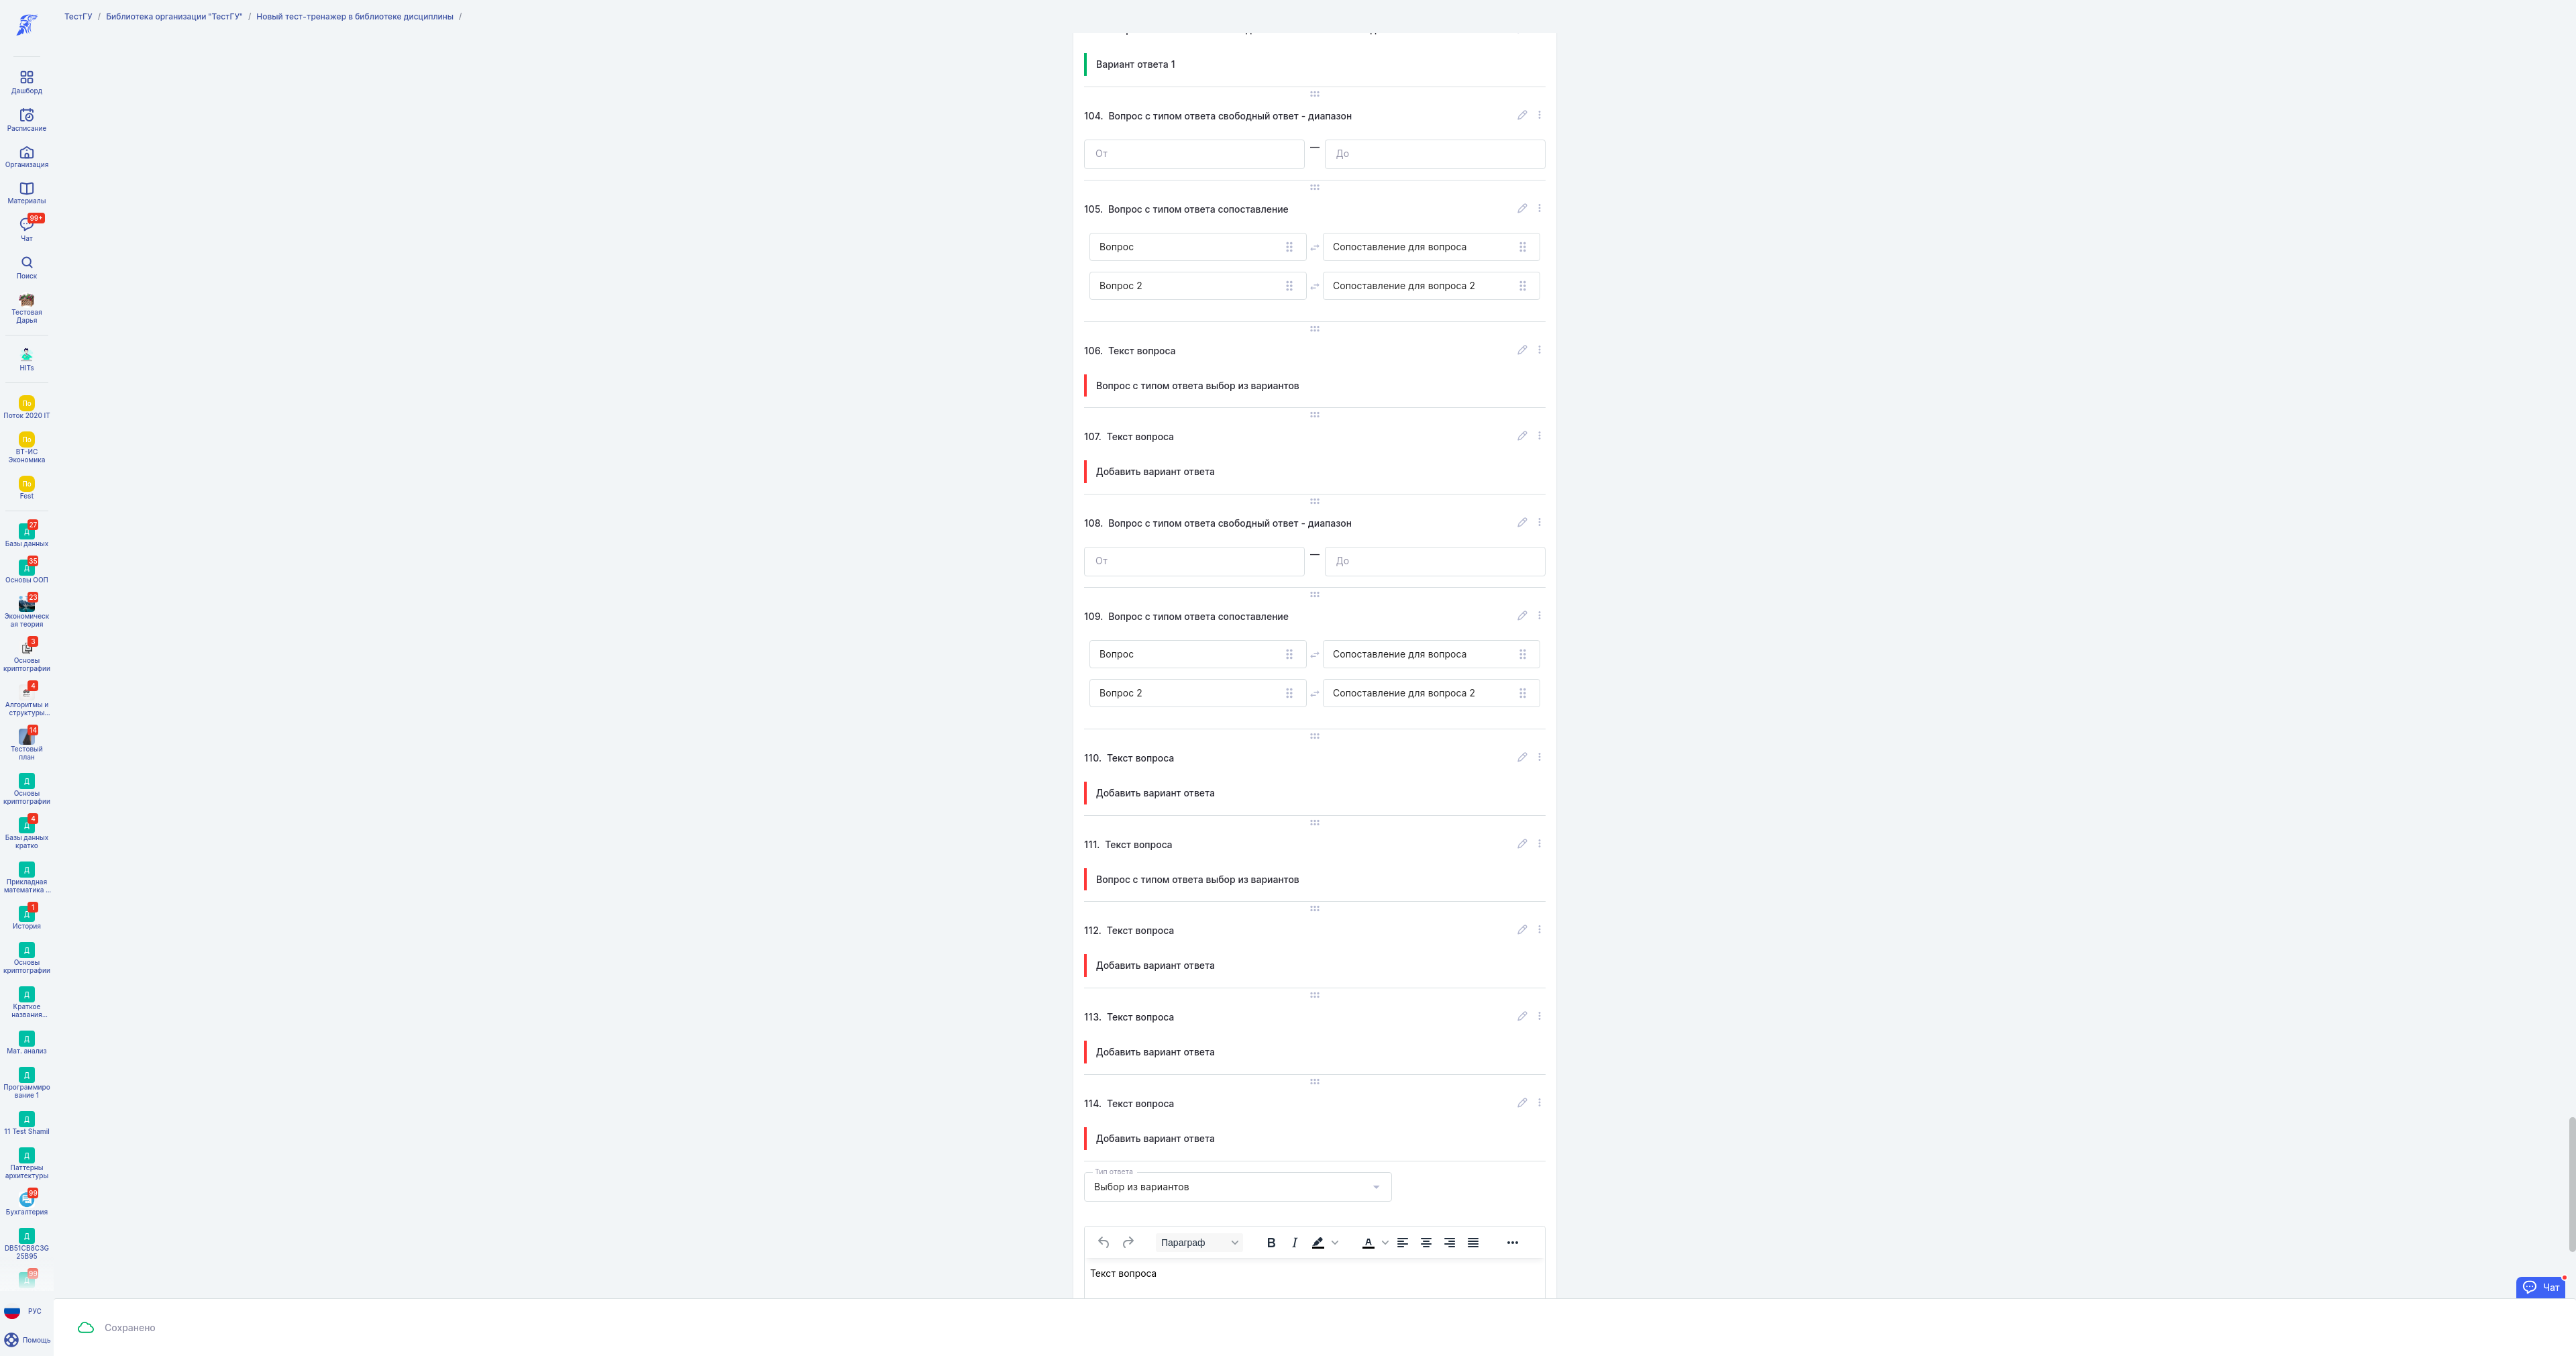 ТестГУ / Библиотека организации "ТестГУ" / Новый тест-тренажер в библиотеке дисциплины /
Дашборд
Расписание
Организация
Материалы
99+
Чат
Поиск
Тестовая
Дарья
HITs
По
Поток 2020 IT
По
ВТ-ИС
Экономика
По
Fest
27
Д
Базы данных
35
Д
Основы ООП
23
Экономическ
ая теория
3
Основы
криптографии
4
Алгоритмы и
структуры...
14
Тестовый
план
Д
Основы
криптографии
4
Д
Базы данных
кратко
Д
Прикладная
математика ...
1
Д
История
Д
Основы
криптографии
Д
Краткое
названия...
Д
Мат. анализ
Д
Программиро
вание 1
Д
11 Test Shamil
Д
Паттерны
архитектуры
99
Бухгалтерия
Д
DB51CB8C3G
25B95
99
Д
РУС
Помощь
Вариант ответа 1
104. Вопрос с типом ответа свободный ответ - диапазон
От — До
105. Вопрос с типом ответа сопоставление
Вопрос Сопоставление для вопроса
Вопрос 2 Сопоставление для вопроса 2
106. Текст вопроса
Вопрос с типом ответа выбор из вариантов
107. Текст вопроса
Добавить вариант ответа
108. Вопрос с типом ответа свободный ответ - диапазон
От — До
109. Вопрос с типом ответа сопоставление
Вопрос Сопоставление для вопроса
Вопрос 2 Сопоставление для вопроса 2
110. Текст вопроса
Добавить вариант ответа
111. Текст вопроса
Вопрос с типом ответа выбор из вариантов
112. Текст вопроса
Добавить вариант ответа
113. Текст вопроса
Добавить вариант ответа
114. Текст вопроса
Добавить вариант ответа
Тип ответа
Выбор из вариантов
Параграф B I A
Текст вопроса
Чат
Сохранено